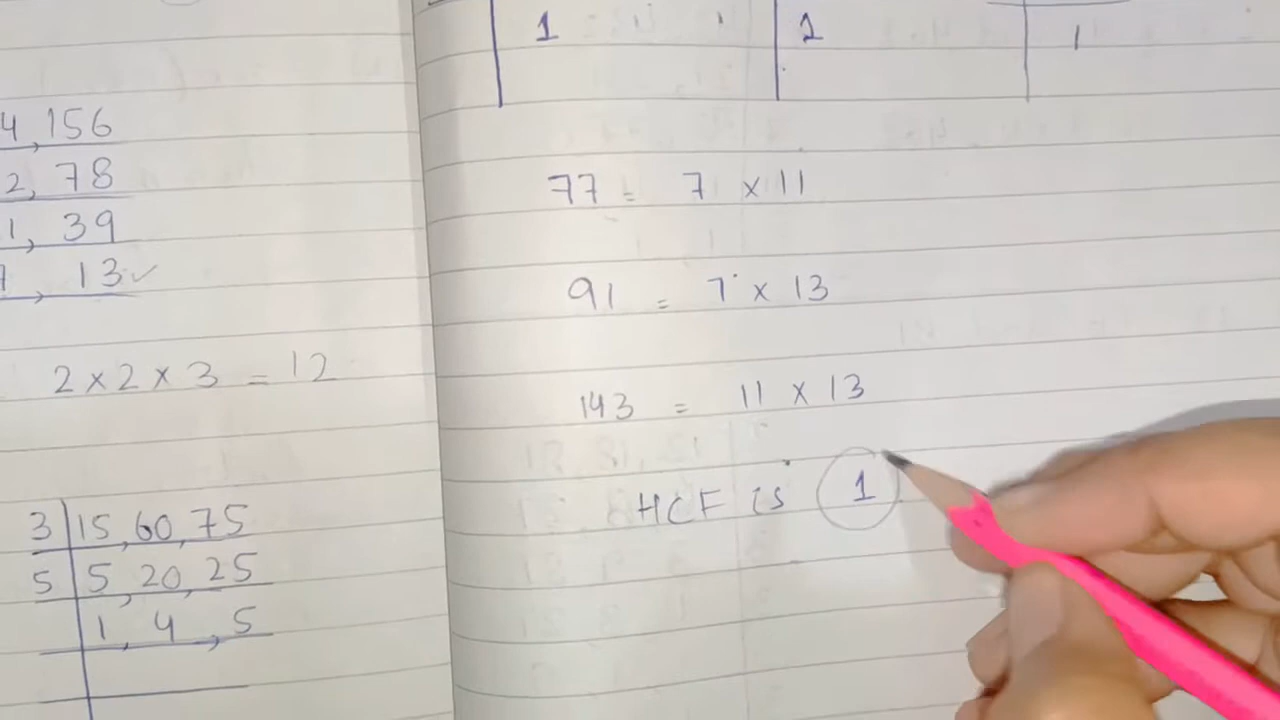 4, 156
2, 78
1, 39
13 ✓
2 × 2 × 3 = 12
3 | 15, 60, 75
5 | 5, 20, 25
1, 4, 5
1 | 1 | 1
77 = 7 × 11
91 = 7 × 13
143 = 11 × 13
HCF is 1